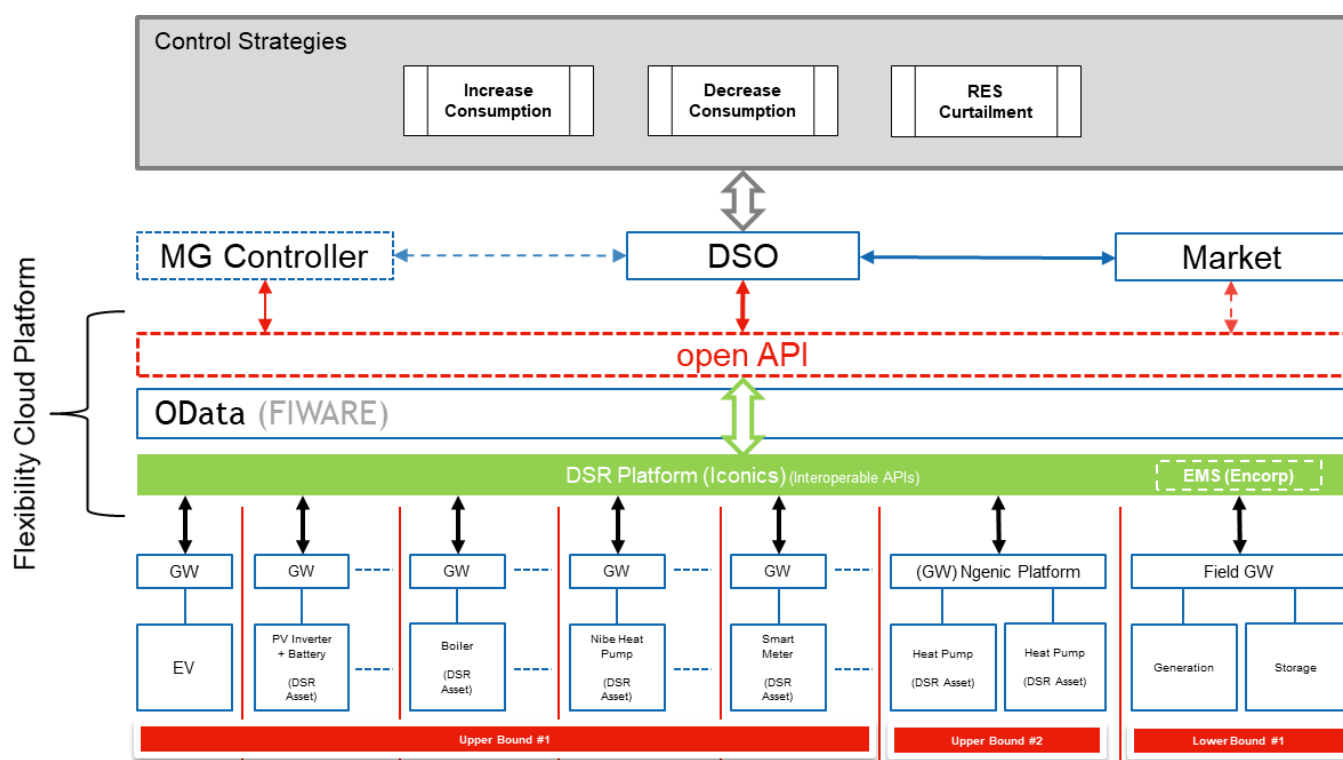 Control Strategies
Increase
Consumption
Decrease
Consumption
RES
Curtailment
Flexibility Cloud Platform
MG Controller
DSO
Market
open API
OData (FIWARE)
DSR Platform (Iconics) (Interoperable APIs)
EMS (Encorp)
GW
GW
GW
GW
GW
(GW) Ngenic Platform
Field GW
EV
PV Inverter
+ Battery
(DSR
Asset)
Boiler
(DSR
Asset)
Nibe Heat
Pump
(DSR
Asset)
Smart
Meter
(DSR
Asset)
Heat Pump
(DSR Asset)
Heat Pump
(DSR Asset)
Generation
Storage
Upper Bound #1
Upper Bound #2
Lower Bound #1